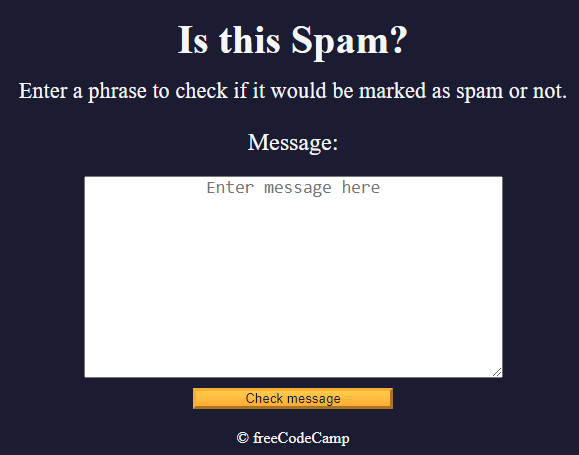 Is this Spam?
Enter a phrase to check if it would be marked as spam or not.
Message:
Enter message here
Check message
© freeCodeCamp